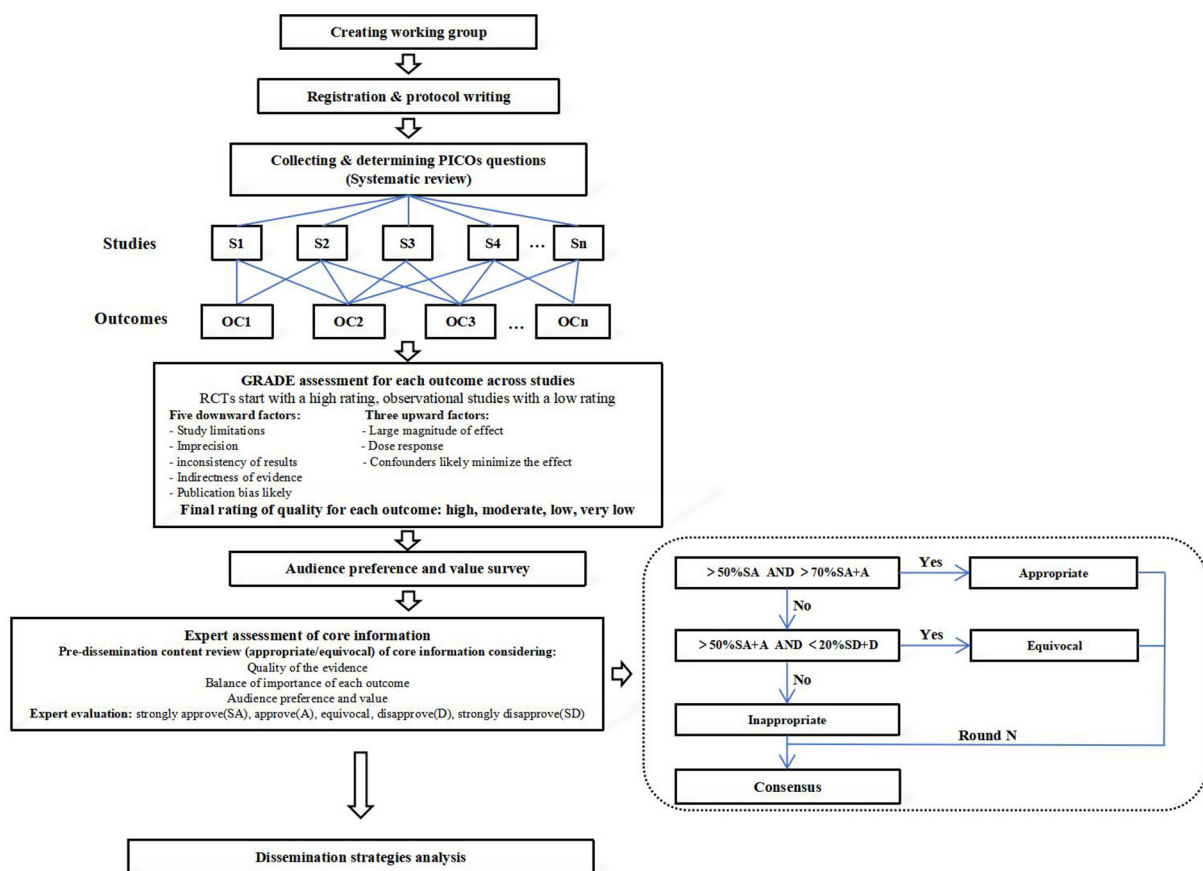 Creating working group
Registration & protocol writing
Collecting & determining PICOs questions
(Systematic review)
Studies
S1
S2
S3
S4
...
Sn
Outcomes
OC1
OC2
OC3
...
OCn
GRADE assessment for each outcome across studies
RCTs start with a high rating, observational studies with a low rating
Five downward factors:
- Study limitations
- Imprecision
- inconsistency of results
- Indirectness of evidence
- Publication bias likely
Three upward factors:
- Large magnitude of effect
- Dose response
- Confounders likely minimize the effect
Final rating of quality for each outcome: high, moderate, low, very low
Audience preference and value survey
Expert assessment of core information
Pre-dissemination content review (appropriate/equivocal) of core information considering:
Quality of the evidence
Balance of importance of each outcome
Audience preference and value
Expert evaluation: strongly approve(SA), approve(A), equivocal, disapprove(D), strongly disapprove(SD)
>50%SA AND >70%SA+A
Yes
Appropriate
No
>50%SA+A AND <20%SD+D
Yes
Equivocal
No
Inappropriate
Round N
Consensus
Dissemination strategies analysis